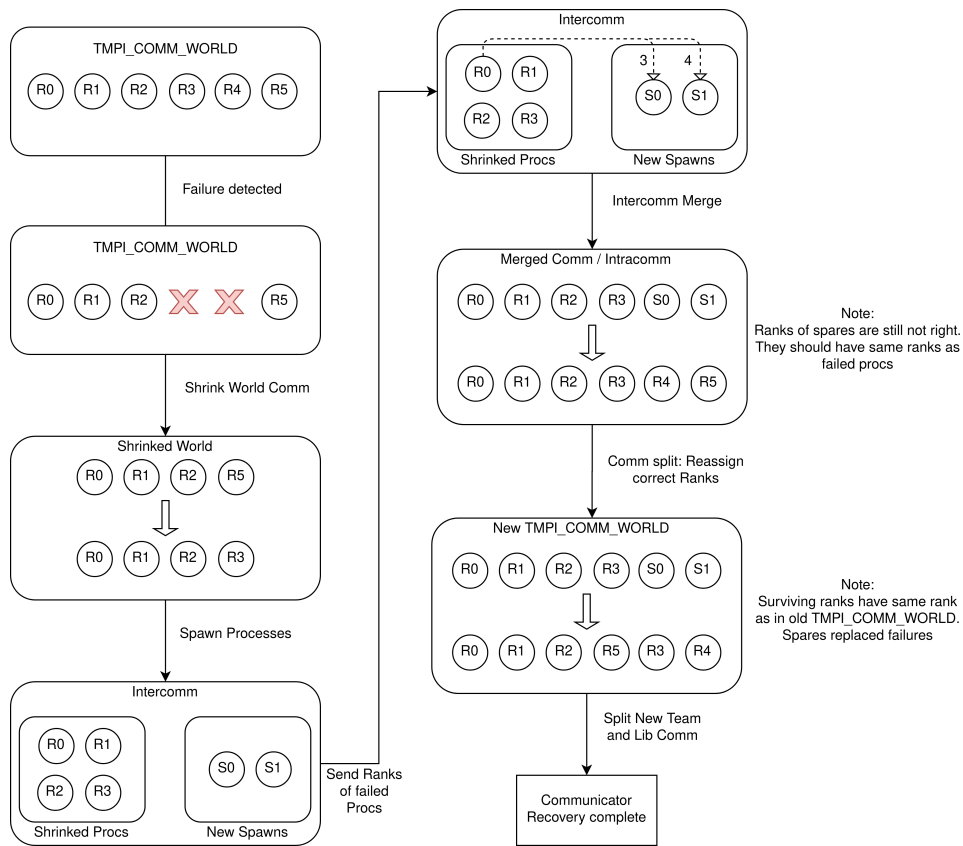 TMPI_COMM_WORLD
R0 R1 R2 R3 R4 R5
Failure detected
TMPI_COMM_WORLD
R0 R1 R2 R5
Shrink World Comm
Shrinked World
R0 R1 R2 R5
R0 R1 R2 R3
Spawn Processes
Intercomm
R0 R1
R2 R3
Shrinked Procs
S0 S1
New Spawns
Send Ranks
of failed
Procs
Intercomm
3 4
R0 R1
R2 R3
Shrinked Procs
S0 S1
New Spawns
Intercomm Merge
Merged Comm / Intracomm
R0 R1 R2 R3 S0 S1
R0 R1 R2 R3 R4 R5
Note:
Ranks of spares are still not right.
They should have same ranks as
failed procs
Comm split: Reassign
correct Ranks
New TMPI_COMM_WORLD
R0 R1 R2 R3 S0 S1
R0 R1 R2 R5 R3 R4
Note:
Surviving ranks have same rank
as in old TMPI_COMM_WORLD.
Spares replaced failures
Split New Team
and Lib Comm
Communicator
Recovery complete